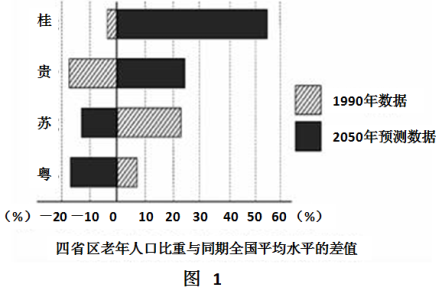 桂
贵
苏
粤
1990年数据
2050年预测数据
（%）－20 －10 0 10 20 30 40 50 60（%）
四省区老年人口比重与同期全国平均水平的差值
图 1